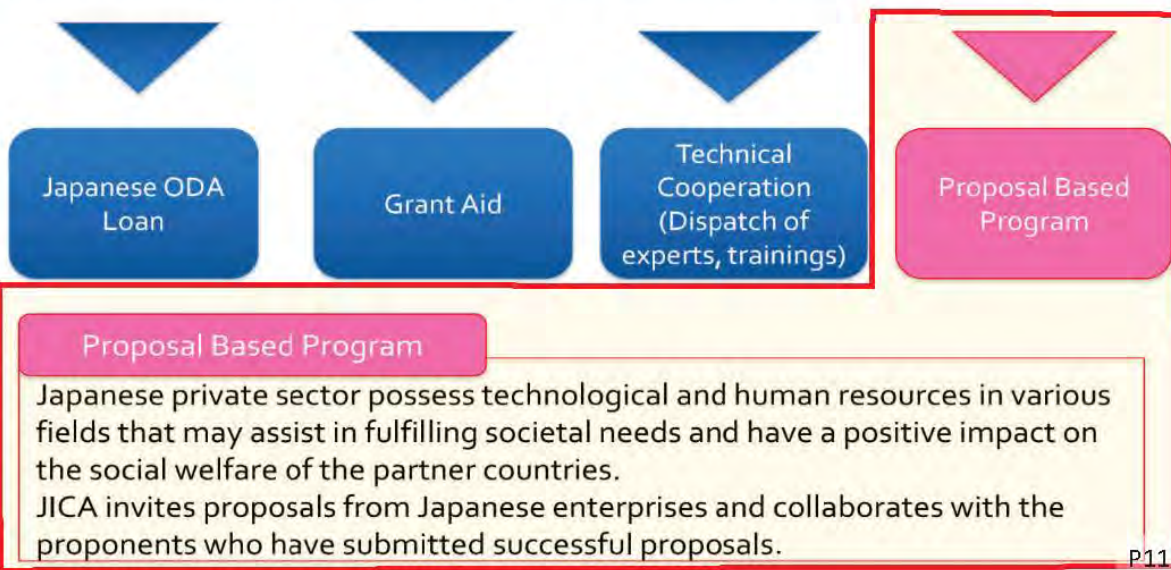 Japanese ODA
Loan
Grant Aid
Technical
Cooperation
(Dispatch of
experts, trainings)
Proposal Based
Program
Proposal Based Program
Japanese private sector possess technological and human resources in various
fields that may assist in fulfilling societal needs and have a positive impact on
the social welfare of the partner countries.
JICA invites proposals from Japanese enterprises and collaborates with the
proponents who have submitted successful proposals.
P11